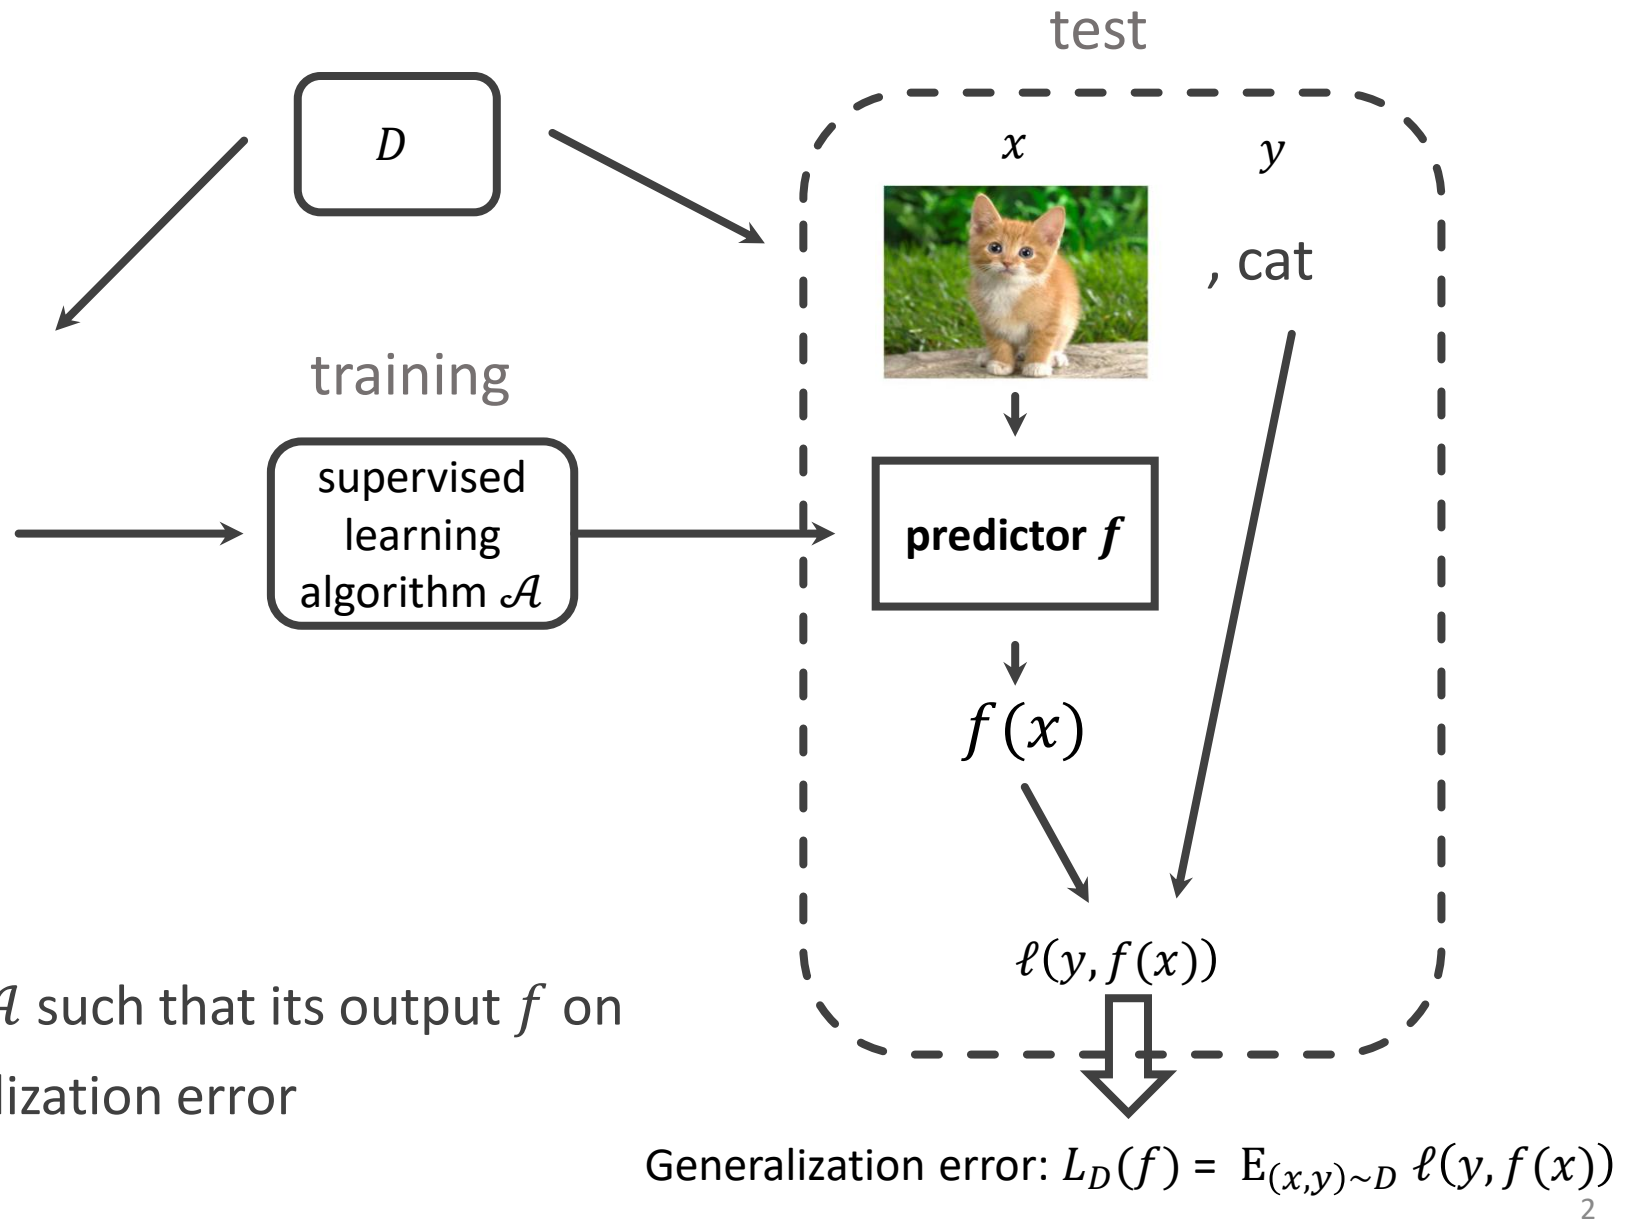 test
D
x
y
, cat
training
supervised
learning
algorithm 𝒜
predictor f
f(x)
ℓ(y, f(x))
𝒜 such that its output f on
lization error
Generalization error: L_D(f) = E_(x,y)~D ℓ(y, f(x))
2